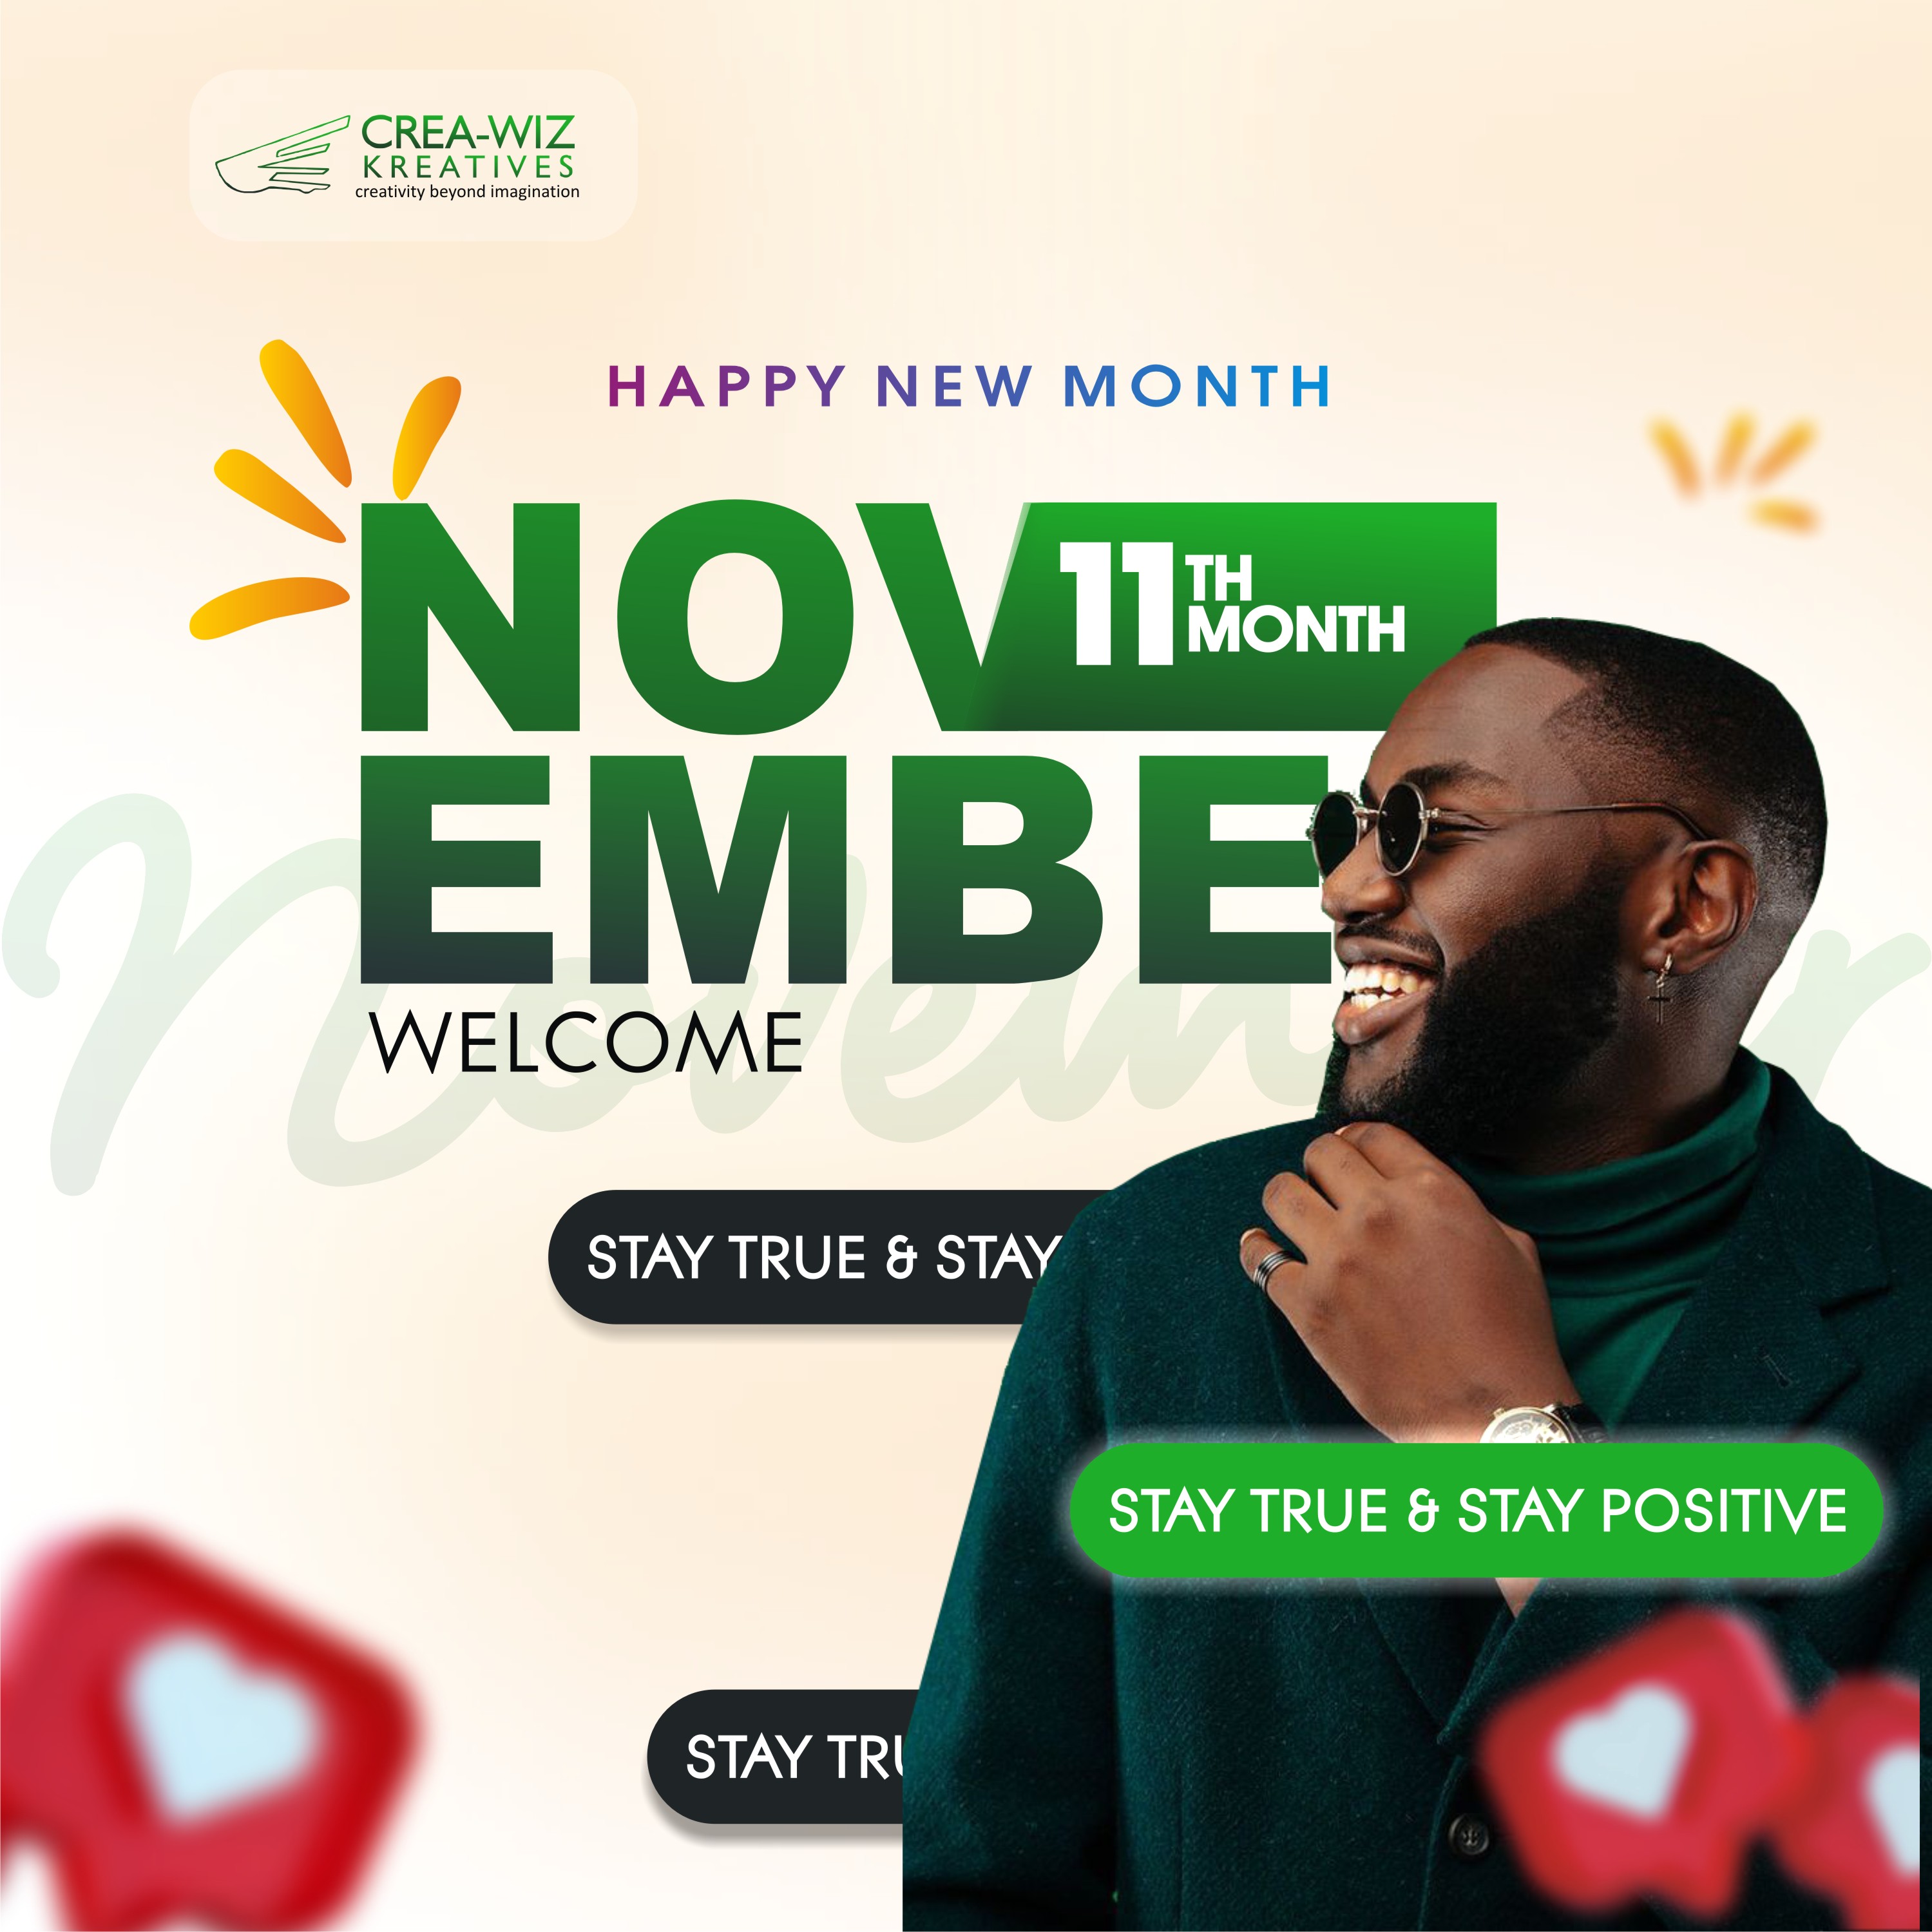 CREA-WIZ
KREATIVES
creativity beyond imagination
HAPPY NEW MONTH
NOV
11TH
MONTH
EMBE
WELCOME
STAY TRUE & STAY
STAY TRUE & STAY POSITIVE
STAY TRU